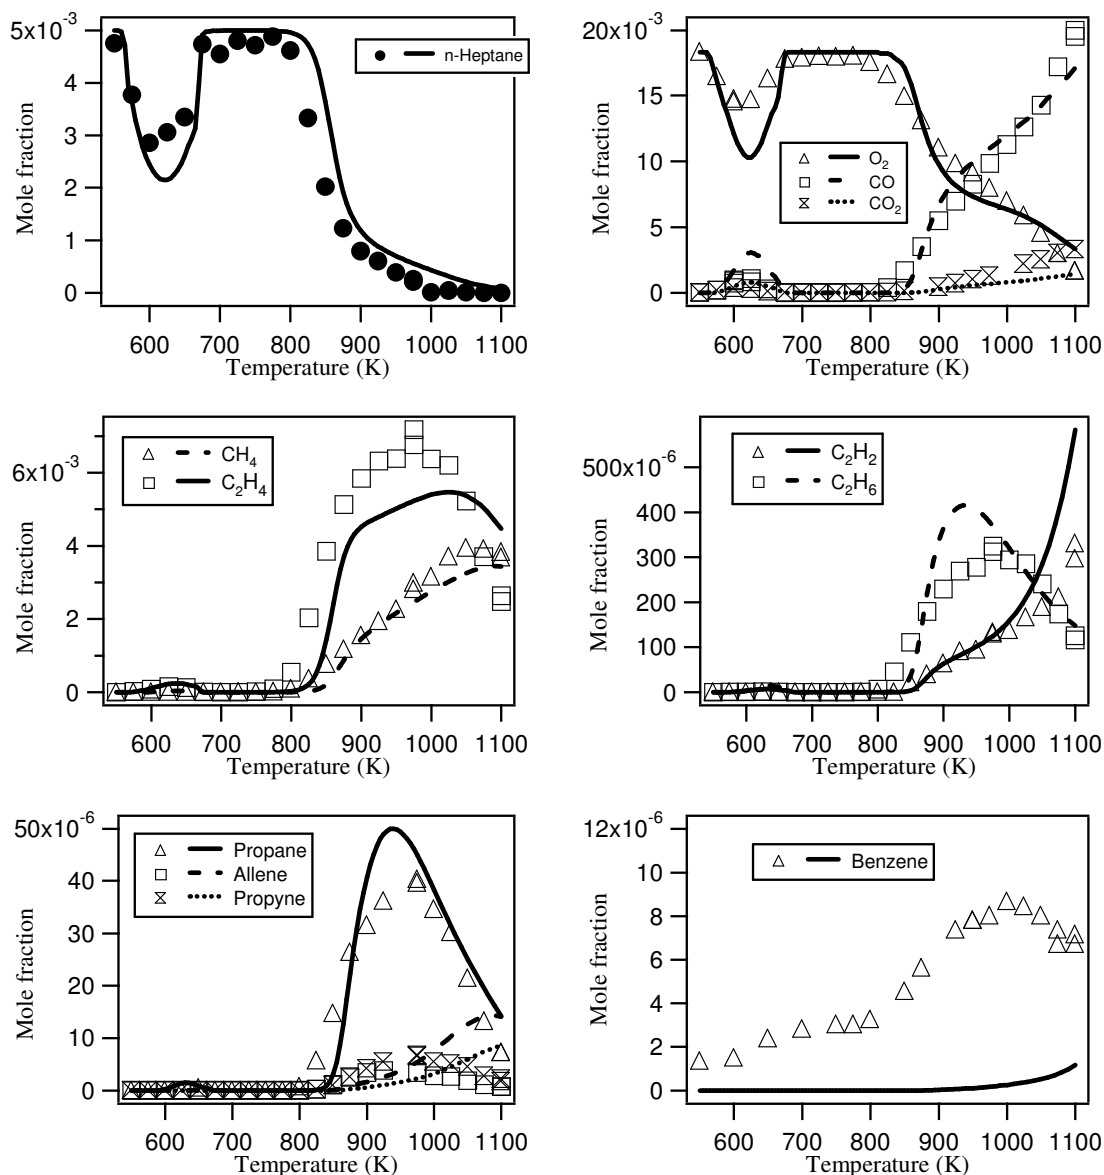 5x10⁻³
4
3
2
1
0
Mole fraction
n-Heptane
600 700 800 900 1000 1100
Temperature (K)
20x10⁻³
15
10
5
0
Mole fraction
O₂
CO
CO₂
600 700 800 900 1000 1100
Temperature (K)
6x10⁻³
4
2
0
Mole fraction
CH₄
C₂H₄
600 700 800 900 1000 1100
Temperature (K)
500x10⁻⁶
400
300
200
100
0
Mole fraction
C₂H₂
C₂H₆
600 700 800 900 1000 1100
Temperature (K)
50x10⁻⁶
40
30
20
10
0
Mole fraction
Propane
Allene
Propyne
600 700 800 900 1000 1100
Temperature (K)
12x10⁻⁶
10
8
6
4
2
0
Mole fraction
Benzene
600 700 800 900 1000 1100
Temperature (K)